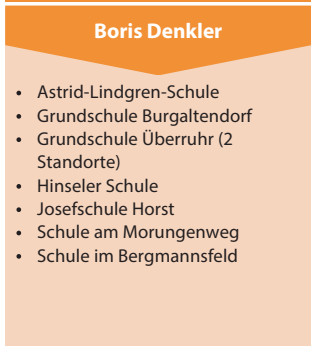 Boris Denkler
• Astrid-Lindgren-Schule
• Grundschule Burgaltendorf
• Grundschule Überruhr (2
Standorte)
• Hinseler Schule
• Josefschule Horst
• Schule am Morungenweg
• Schule im Bergmannsfeld